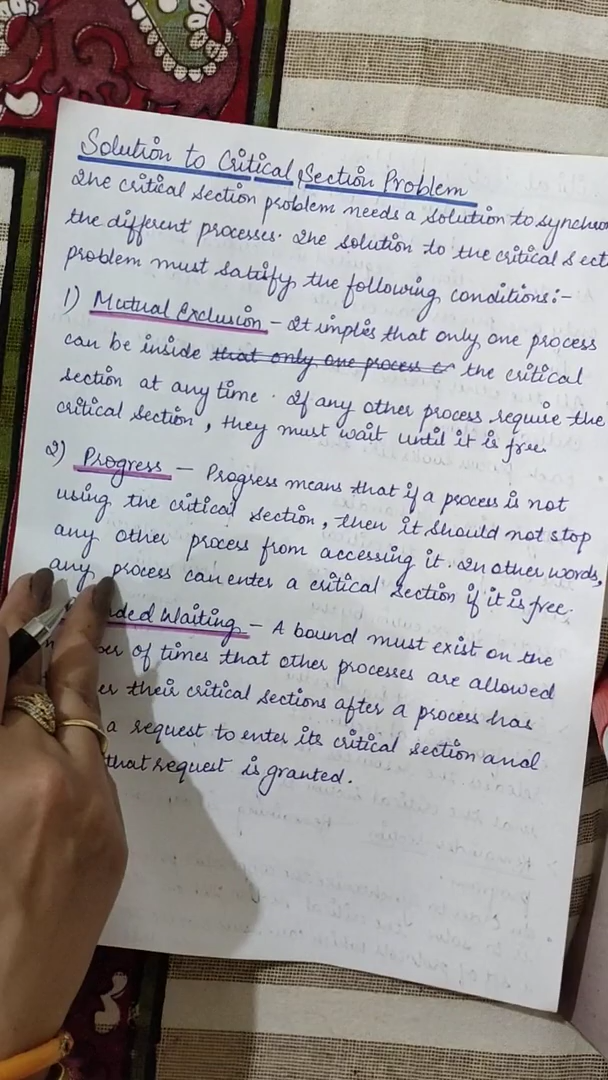 Solution to Critical Section Problem
The critical section problem needs a solution to synchron
the different processes. The solution to the critical sect
problem must satisfy the following conditions:-
1) Mutual Exclusion - It implies that only one process
can be inside that only one process c the critical
section at any time. If any other process require the
critical section, they must wait until it is free.
2) Progress - Progress means that if a process is not
using the critical section, then it should not stop
any other process from accessing it. In other words,
any process can enter a critical section if it is free.
ded Waiting - A bound must exist on the
er of times that other processes are allowed
er their critical sections after a process has
a request to enter its critical section and
that request is granted.